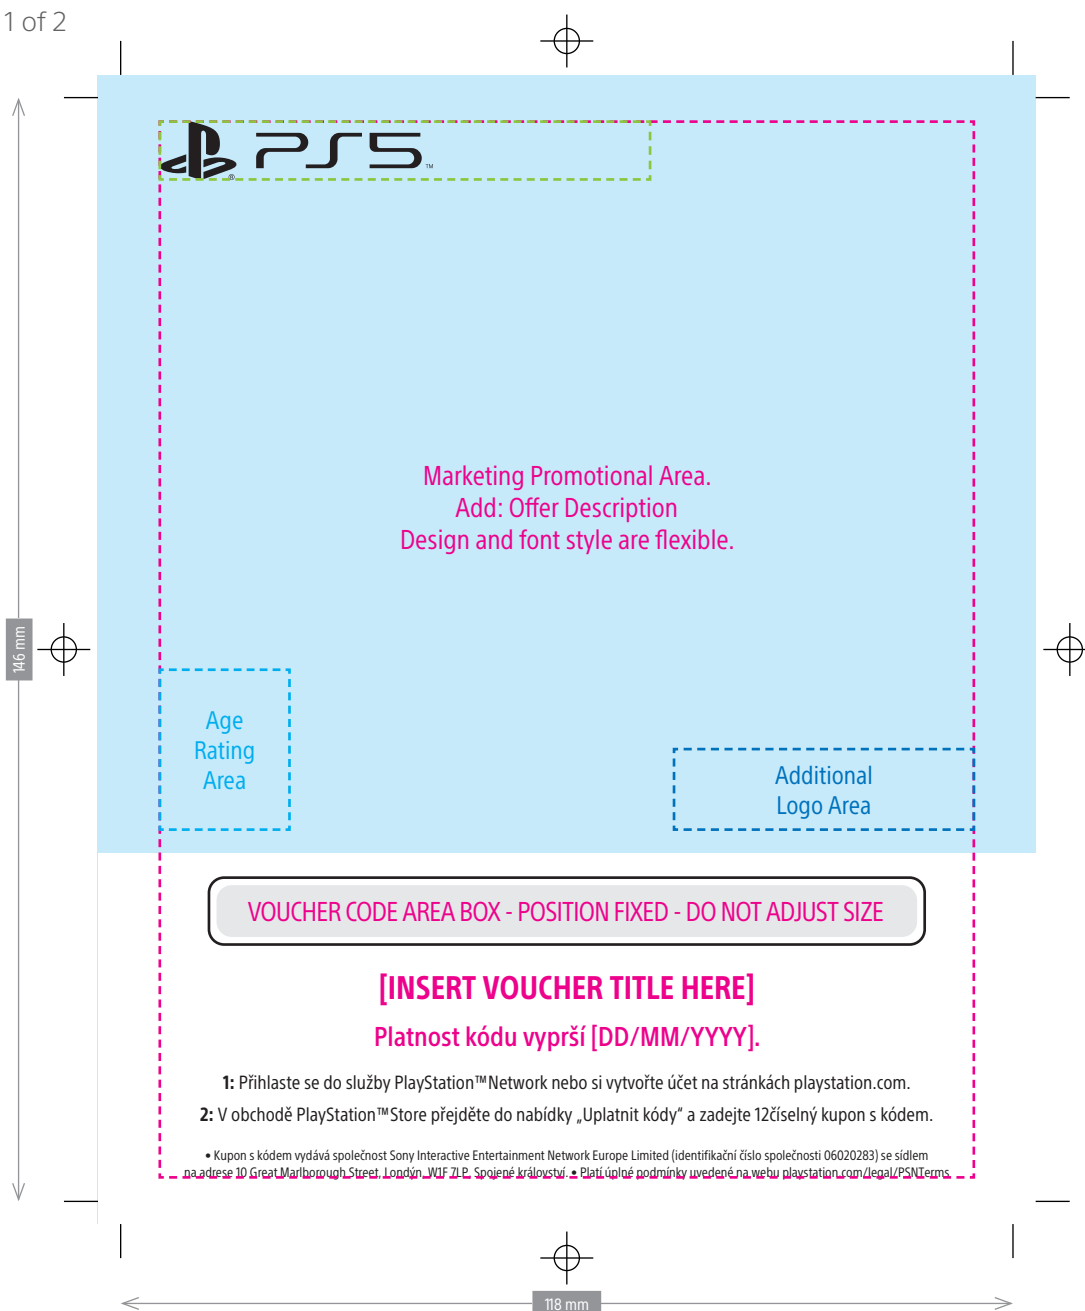 1 of 2
PS5
Marketing Promotional Area.
Add: Offer Description
Design and font style are flexible.
146 mm
Age
Rating
Area
Additional
Logo Area
VOUCHER CODE AREA BOX - POSITION FIXED - DO NOT ADJUST SIZE
[INSERT VOUCHER TITLE HERE]
Platnost kódu vyprší [DD/MM/YYYY].
1: Přihlaste se do služby PlayStation™Network nebo si vytvořte účet na stránkách playstation.com.
2: V obchodě PlayStation™Store přejděte do nabídky „Uplatnit kódy“ a zadejte 12číselný kupon s kódem.
• Kupon s kódem vydává společnost Sony Interactive Entertainment Network Europe Limited (identifikační číslo společnosti 06020283) se sídlem
na adrese 10 Great Marlborough Street, Londýn, W1F 7LP, Spojené království. • Platí úplné podmínky uvedené na webu playstation.com/legal/PSNTerms.
118 mm